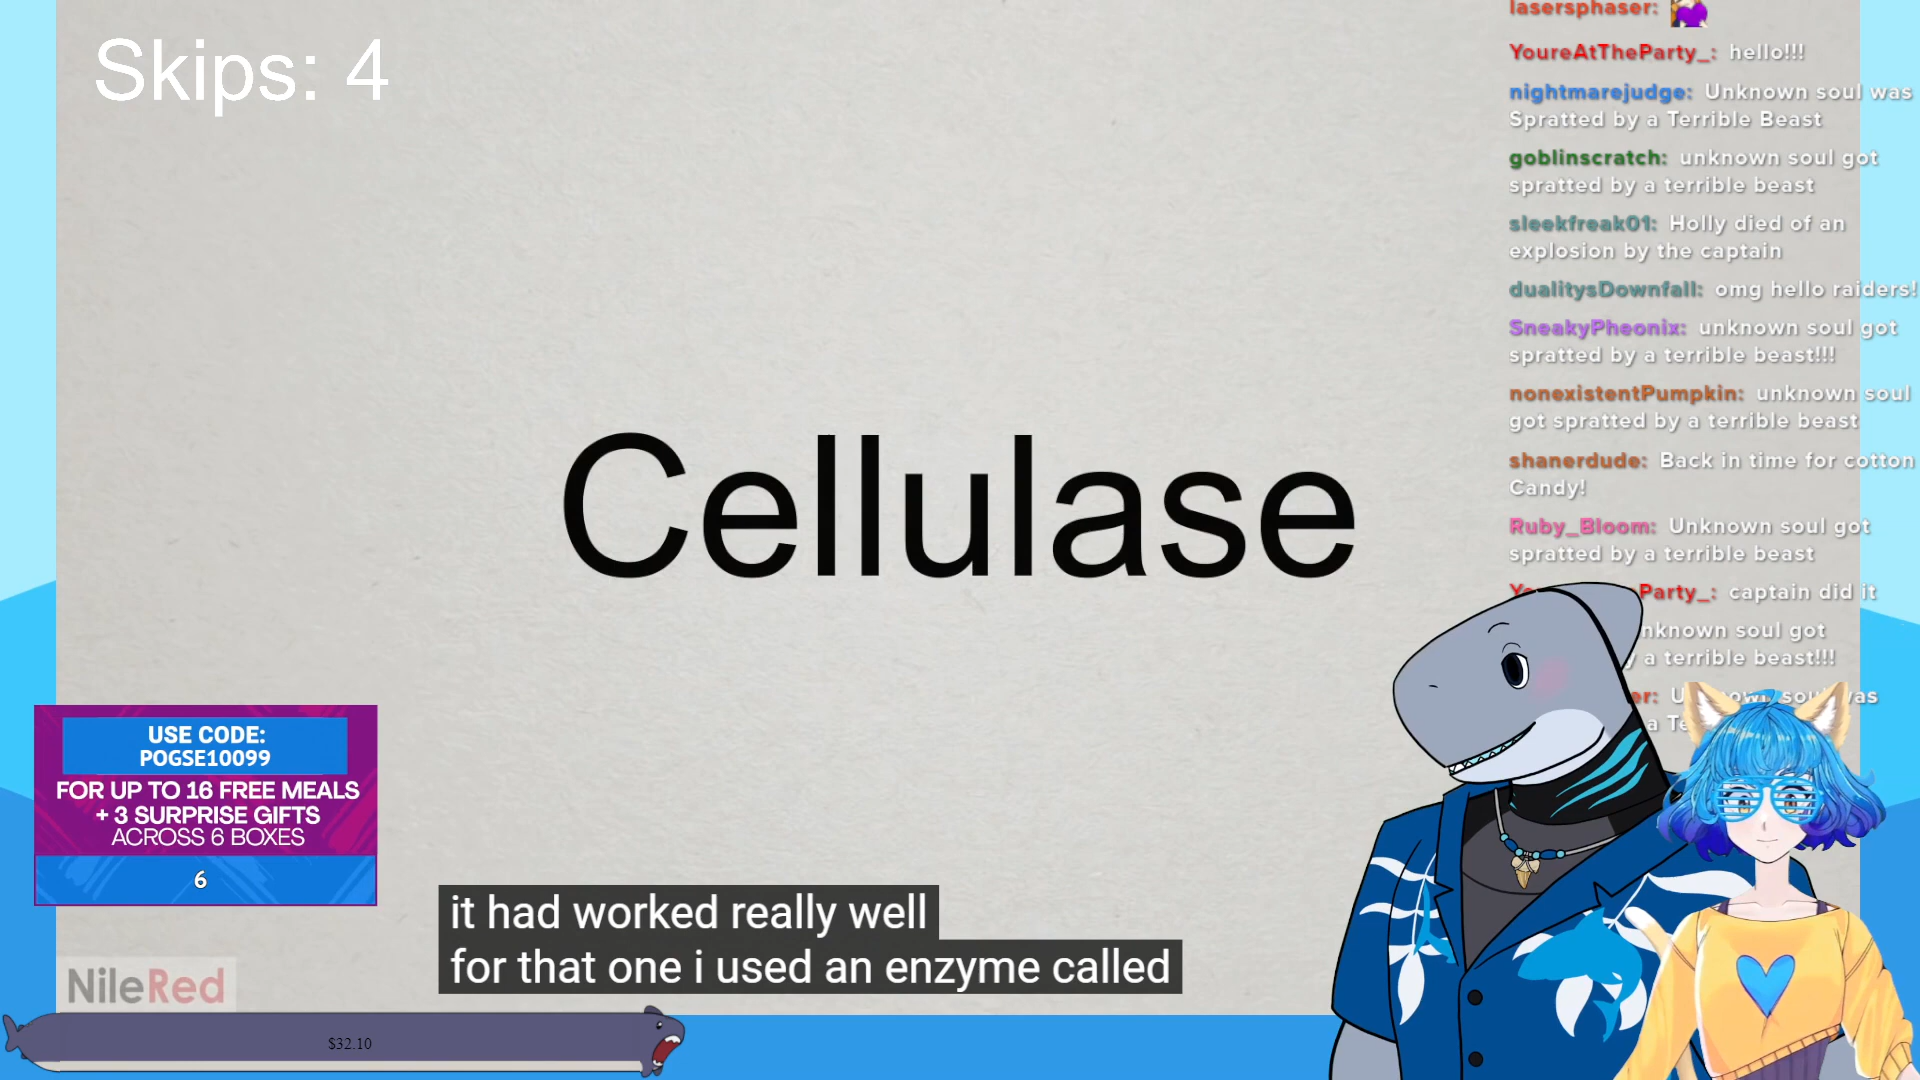 Skips: 4
Cellulase
lasersphaser:
YoureAtTheParty_: hello!!!
nightmarejudge: Unknown soul was
Spratted by a Terrible Beast
goblinscratch: unknown soul got
spratted by a terrible beast
sleekfreak01: Holly died of an
explosion by the captain
dualitysDownfall: omg hello raiders!
SneakyPheonix: unknown soul got
spratted by a terrible beast!!!
nonexistentPumpkin: unknown soul
got spratted by a terrible beast
shanerdude: Back in time for cotton
Candy!
Ruby_Bloom: Unknown soul got
spratted by a terrible beast
Party_: captain did it
soul got
a terrible beast!!!
USE CODE:
POGSE10099
FOR UP TO 16 FREE MEALS
+ 3 SURPRISE GIFTS
ACROSS 6 BOXES
6
it had worked really well
for that one i used an enzyme called
NileRed
$32.10